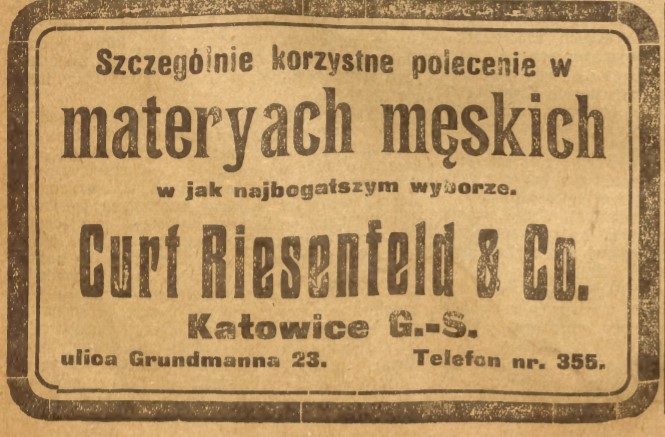 Szczególnie korzystne polecenie w
materyach męskich
w jak najbogatszym wyborze.
Curt Riesenfeld & Co.
Katowice G.-S.
ulica Grundmanna 23. Telefon nr. 355.